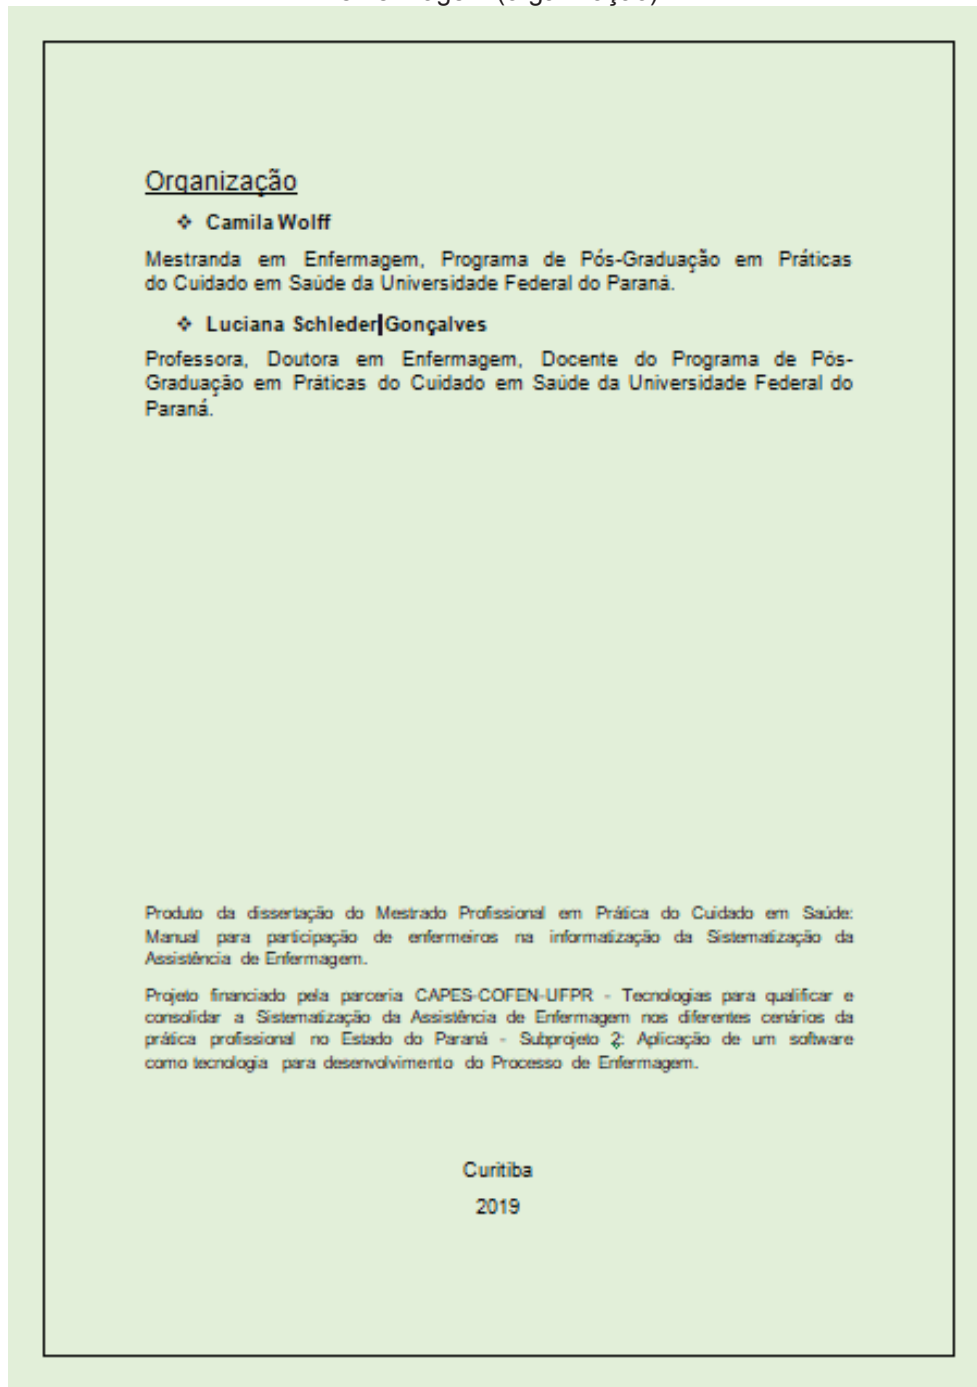 (organização)
Organização
❖ Camila Wolff
Mestranda em Enfermagem, Programa de Pós-Graduação em Práticas
do Cuidado em Saúde da Universidade Federal do Paraná.
❖ Luciana Schleder Gonçalves
Professora, Doutora em Enfermagem, Docente do Programa de Pós-
Graduação em Práticas do Cuidado em Saúde da Universidade Federal do
Paraná.
Produto da dissertação do Mestrado Profissional em Prática do Cuidado em Saúde:
Manual para participação de enfermeiros na informatização da Sistematização da
Assistência de Enfermagem.
Projeto financiado pela parceria CAPES-COFEN-UFPR - Tecnologias para qualificar e
consolidar a Sistematização da Assistência de Enfermagem nos diferentes cenários da
prática profissional no Estado do Paraná - Subprojeto 2: Aplicação de um software
como tecnologia para desenvolvimento do Processo de Enfermagem.
Curitiba
2019